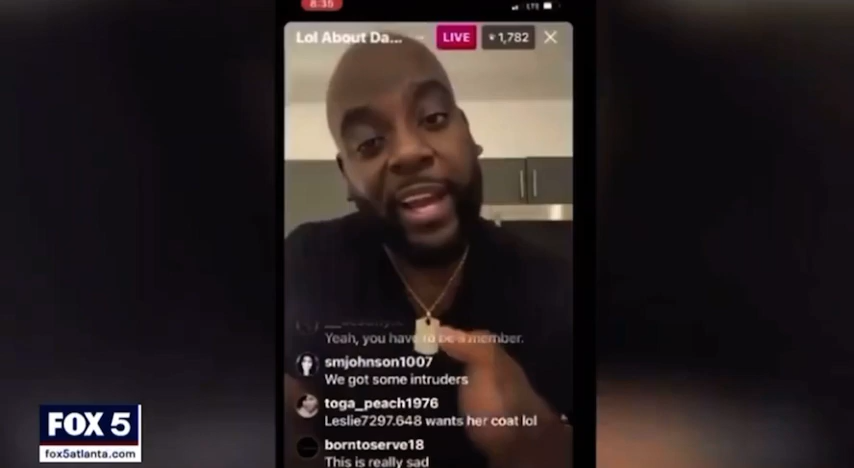 8:35
LTE
Lol About Da...
LIVE
1,782
Yeah, you have to be a member.
smjohnson1007
We got some intruders
toga_peach1976
Leslie7297.648 wants her coat lol
borntoserve18
This is really sad
FOX 5
fox5atlanta.com